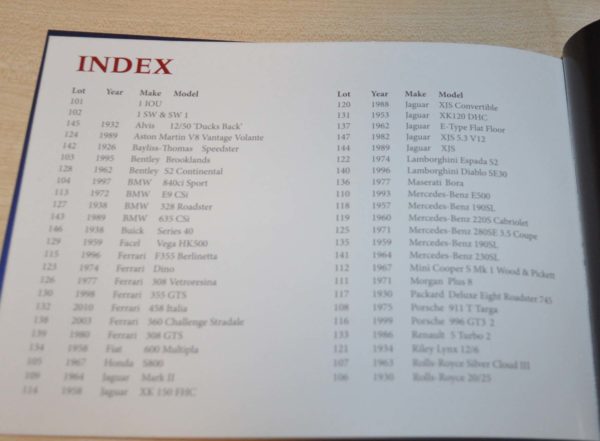 INDEX
Lot Year Make Model
101 1 IOU
102 1 SW & SW 1
145 1932 Alvis 12/50 'Ducks Back'
124 1989 Aston Martin V8 Vantage Volante
142 1926 Bayliss-Thomas Speedster
103 1995 Bentley Brooklands
128 1962 Bentley S2 Continental
104 1997 BMW 840ci Sport
113 1972 BMW E9 CSi
127 1938 BMW 328 Roadster
143 1989 BMW 635 CSi
146 1938 Buick Series 40
129 1959 Facel Vega HK500
115 1996 Ferrari F355 Berlinetta
123 1974 Ferrari Dino
126 1977 Ferrari 308 Vetroresina
130 1998 Ferrari 355 GTS
132 2010 Ferrari 458 Italia
138 2003 Ferrari 360 Challenge Stradale
139 1980 Ferrari 308 GTS
134 1956 Fiat 600 Multipla
105 1967 Honda S800
109 1964 Jaguar Mark II
114 1958 Jaguar XK 150 FHC
Lot Year Make Model
120 1988 Jaguar XJS Convertible
131 1953 Jaguar XK120 DHC
137 1962 Jaguar E-Type Flat Floor
147 1982 Jaguar XJS 5.3 V12
144 1989 Jaguar XJS
122 1974 Lamborghini Espada S2
140 1996 Lamborghini Diablo SE30
136 1977 Maserati Bora
110 1993 Mercedes-Benz E500
118 1957 Mercedes-Benz 190SL
119 1960 Mercedes-Benz 220S Cabriolet
125 1971 Mercedes-Benz 280SE 3.5 Coupe
135 1959 Mercedes-Benz 190SL
141 1964 Mercedes-Benz 230SL
112 1967 Mini Cooper S Mk 1 Wood & Pickett
111 1971 Morgan Plus 8
117 1930 Packard Deluxe Eight Roadster 745
108 1975 Porsche 911 T Targa
116 1999 Porsche 996 GT3 2
133 1986 Renault 5 Turbo 2
121 1934 Riley Lynx 12/6
107 1963 Rolls-Royce Silver Cloud III
106 1930 Rolls-Royce 20/25